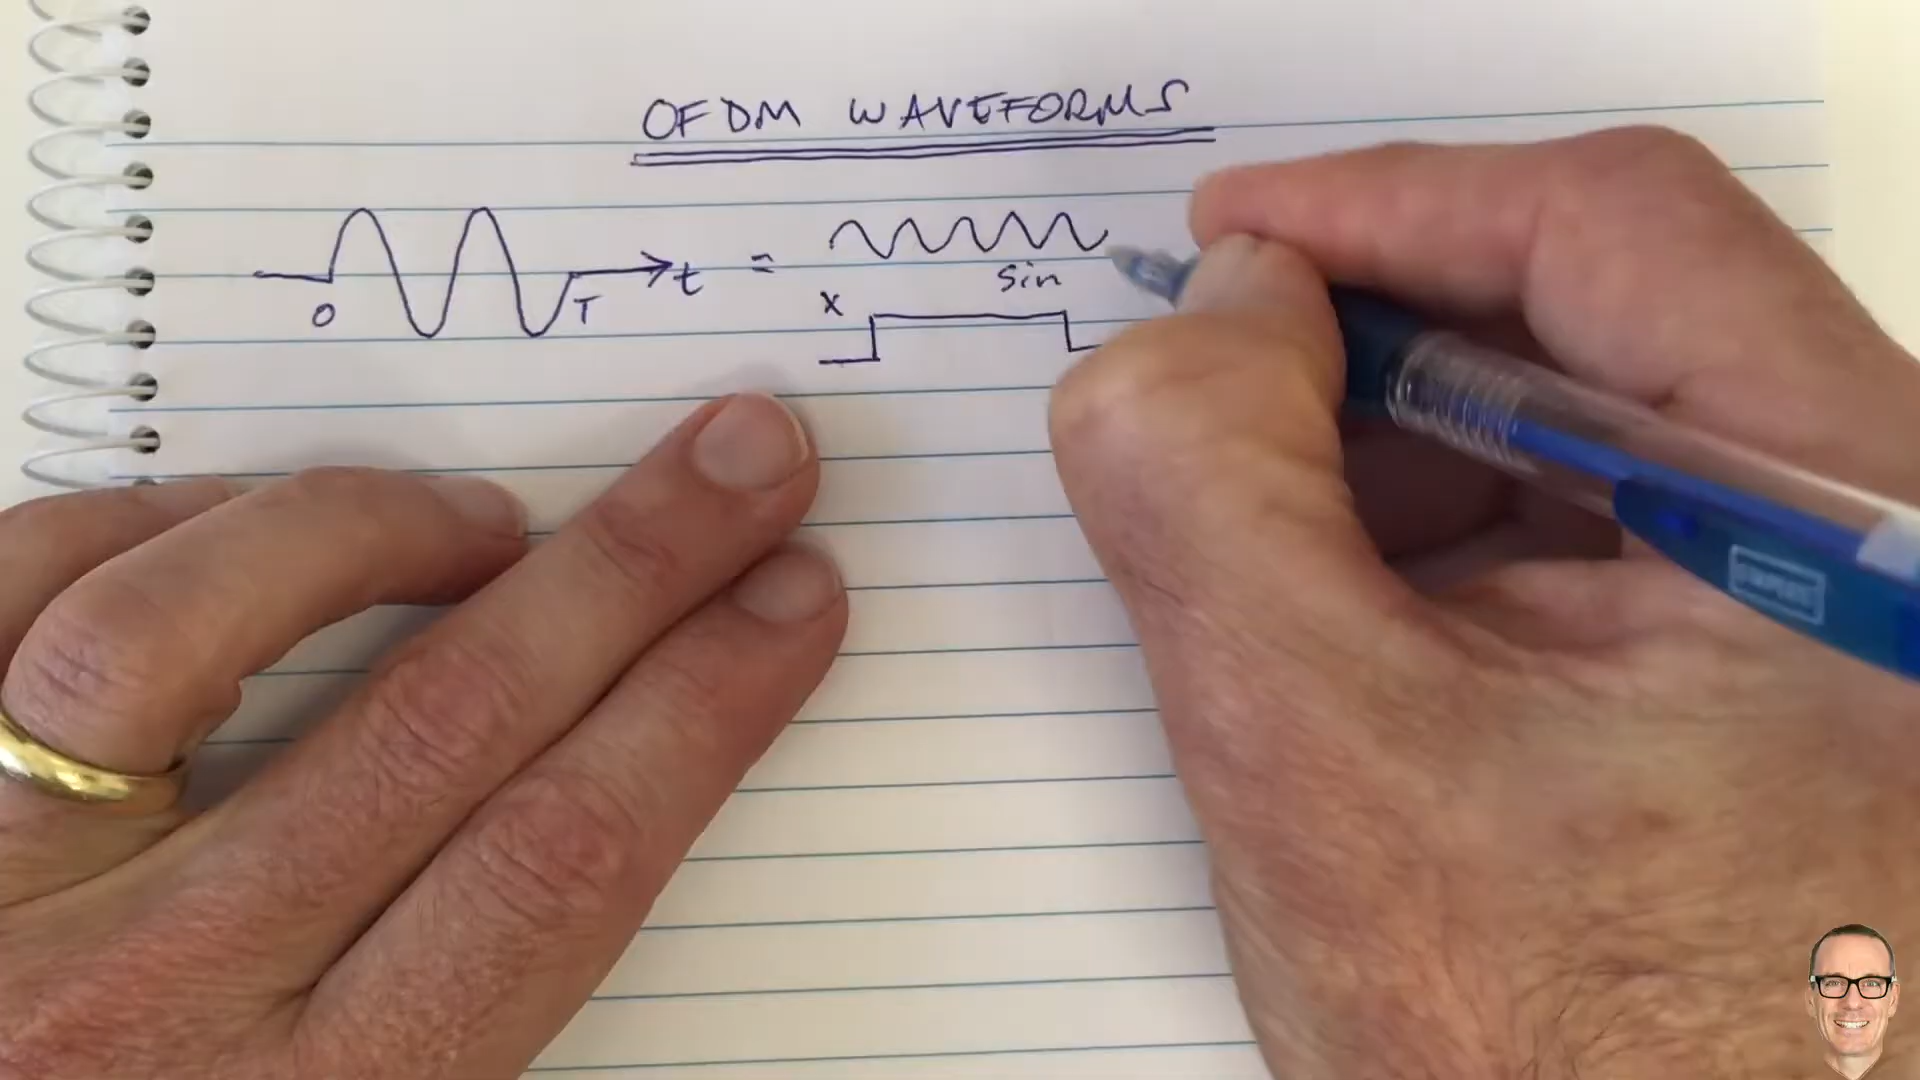 OFDM WAVEFORMS
0 T t =
sin
x